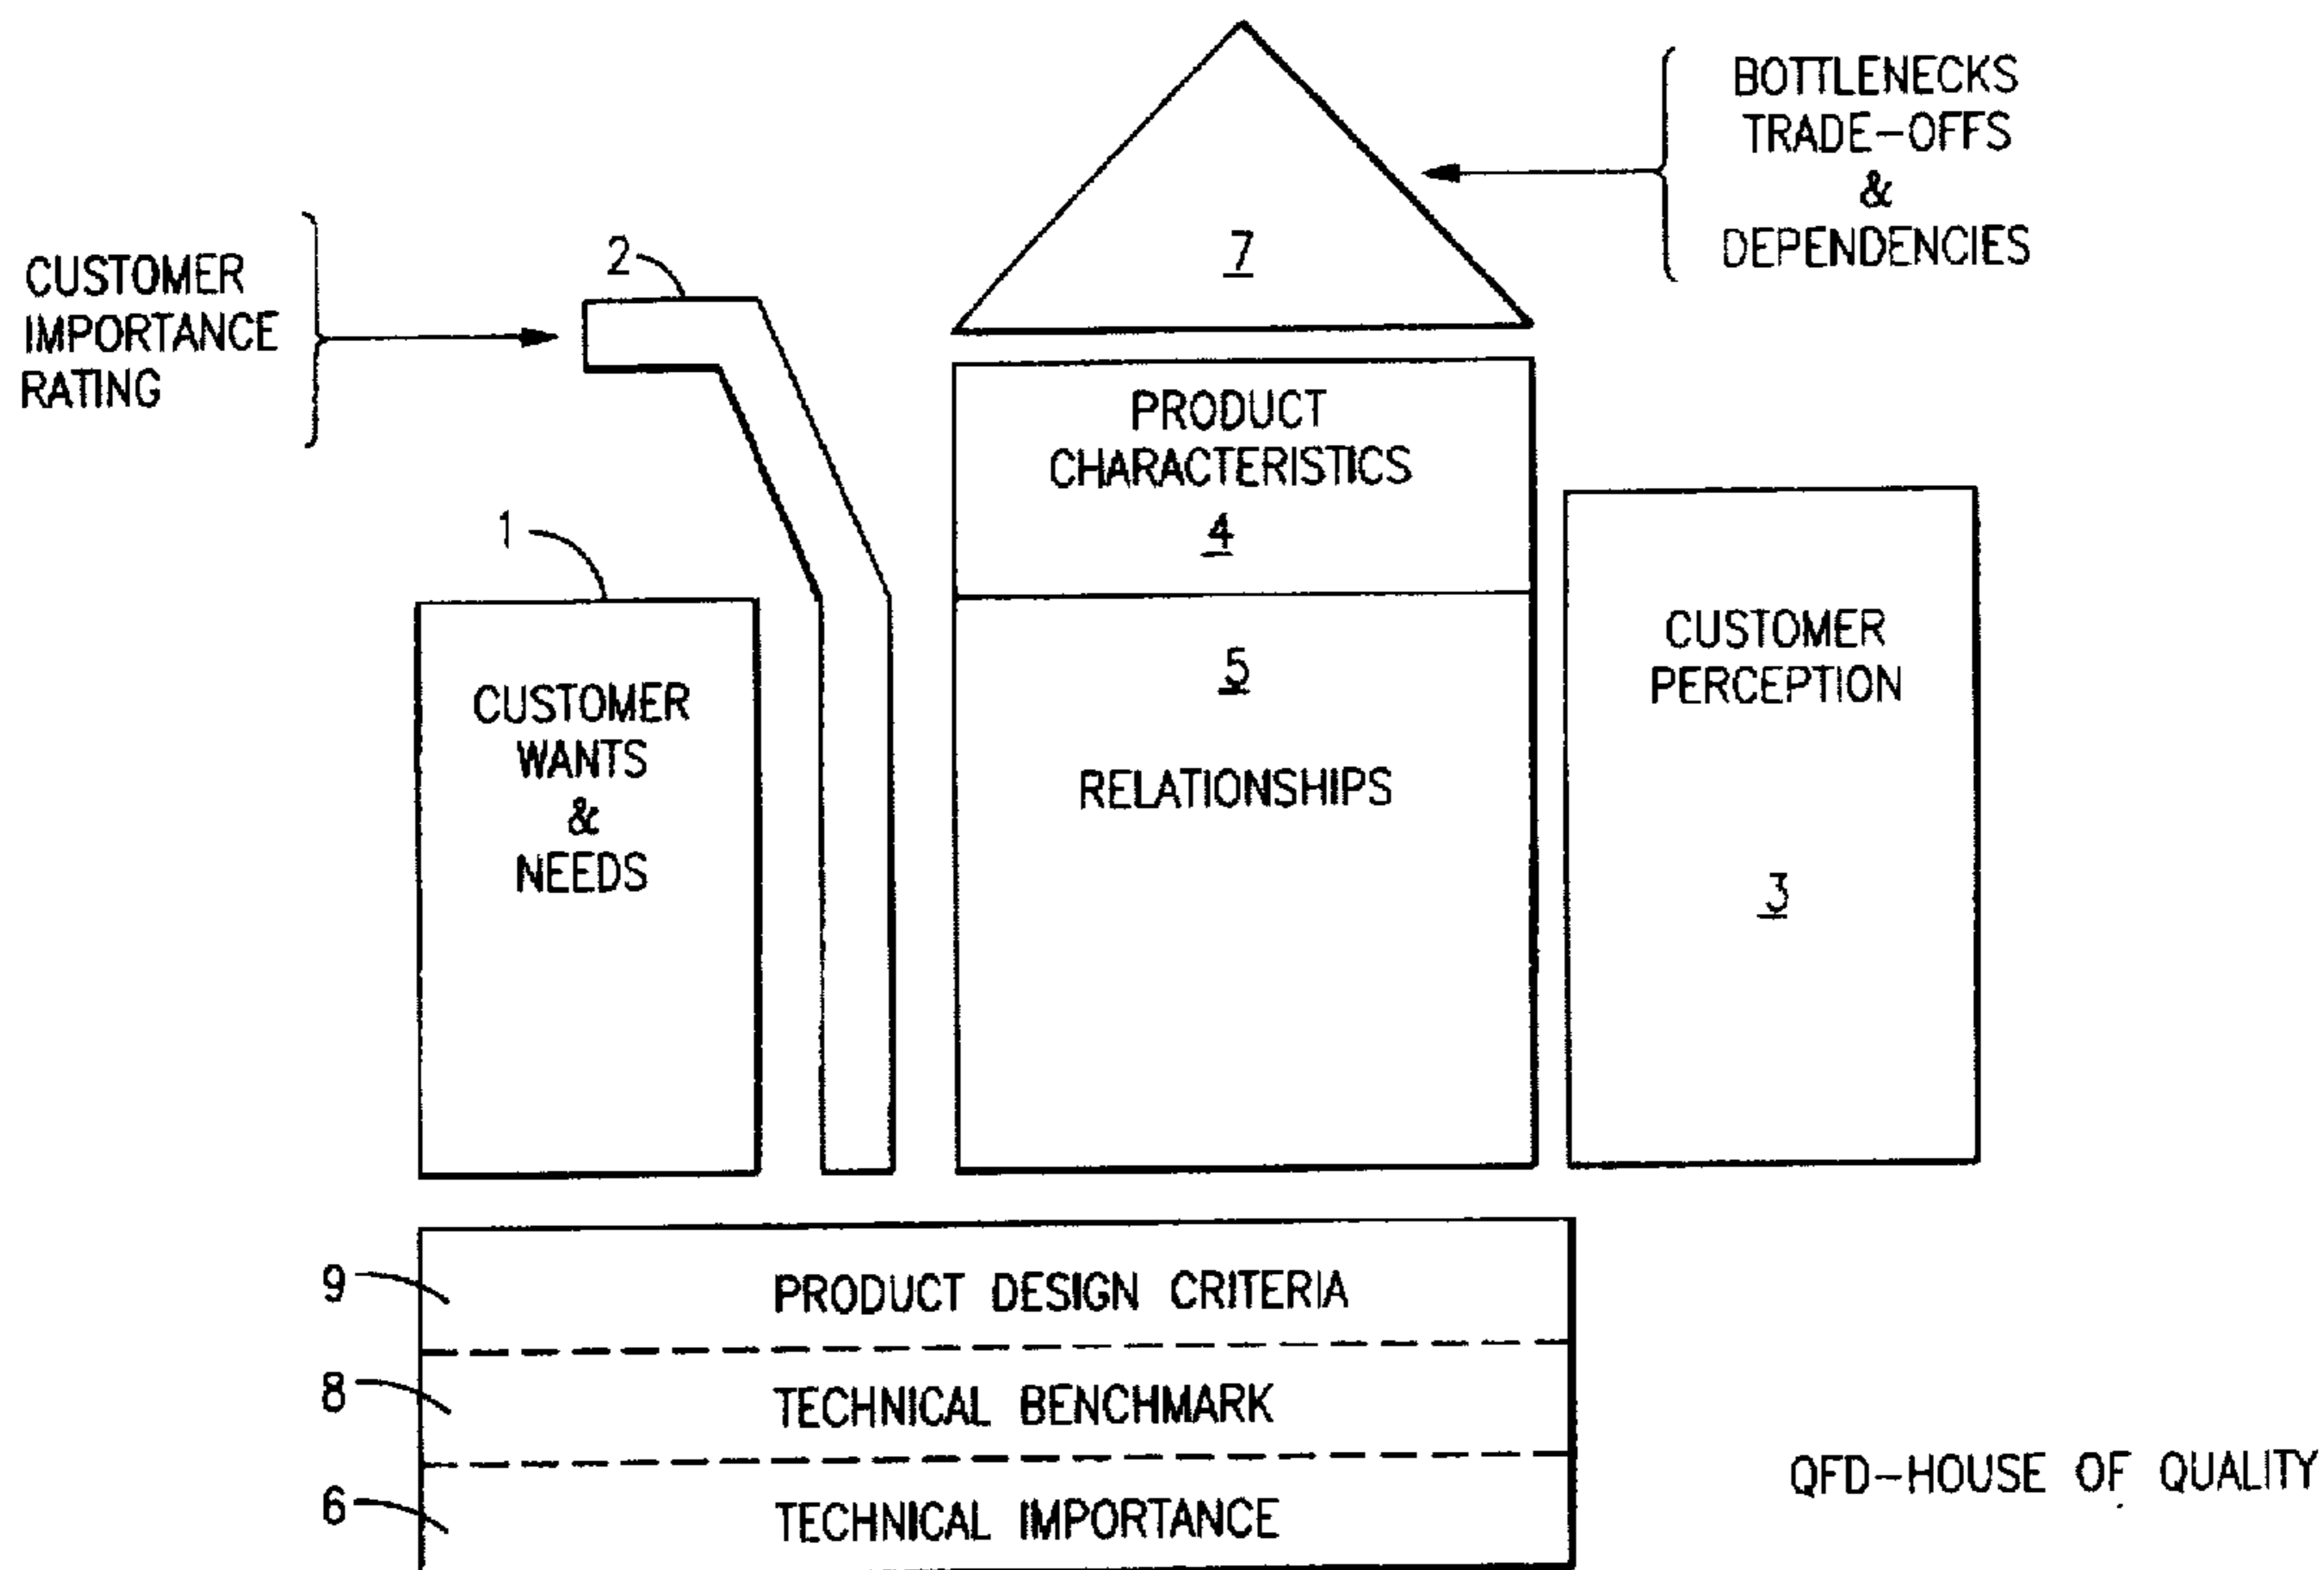 BOTTLENECKS
TRADE-OFFS
&
DEPENDENCIES
7
2
CUSTOMER
IMPORTANCE
RATING
PRODUCT
CHARACTERISTICS
4
1
CUSTOMER
WANTS
&
NEEDS
5
RELATIONSHIPS
CUSTOMER
PERCEPTION
3
9
PRODUCT DESIGN CRITERIA
8
TECHNICAL BENCHMARK
6
TECHNICAL IMPORTANCE
QFD-HOUSE OF QUALITY